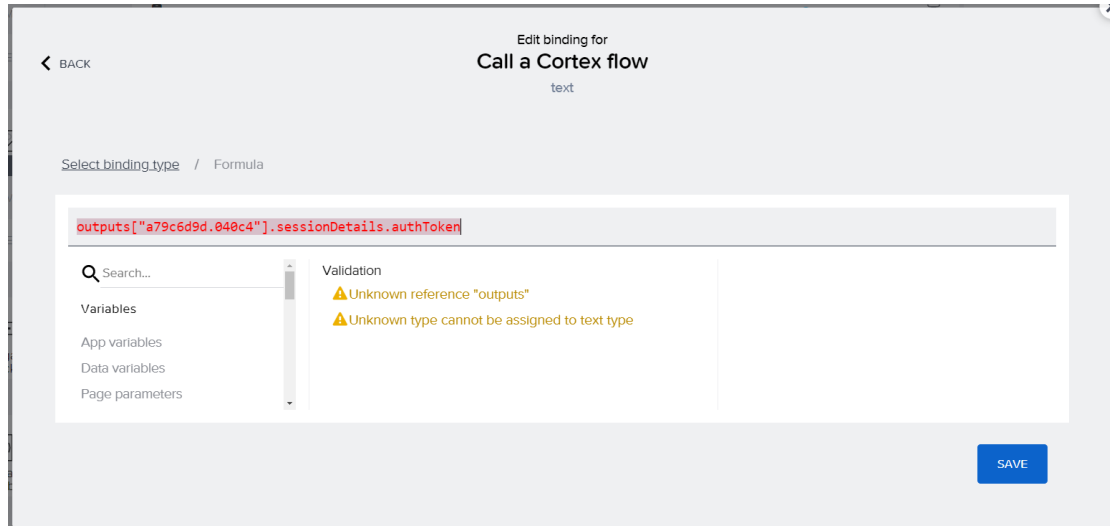 Edit binding for
BACK
Call a Cortex flow
text
Select binding type / Formula
outputs["a79c6d9d.040c4"].sessionDetails.authToken
Search...
Validation
Unknown reference "outputs"
Variables
Unknown type cannot be assigned to text type
App variables
Data variables
Page parameters
SAVE